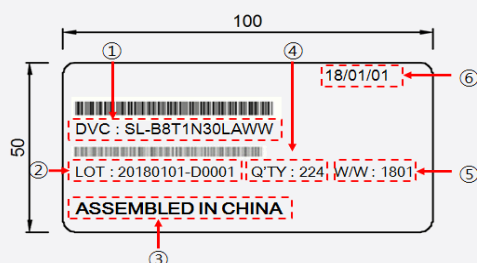 100
① ④
18/01/01 ⑥
50
DVC : SL-B8T1N30LAWW
② LOT : 20180101-D0001 Q'TY : 224 W/W : 1801 ⑤
ASSEMBLED IN CHINA
③